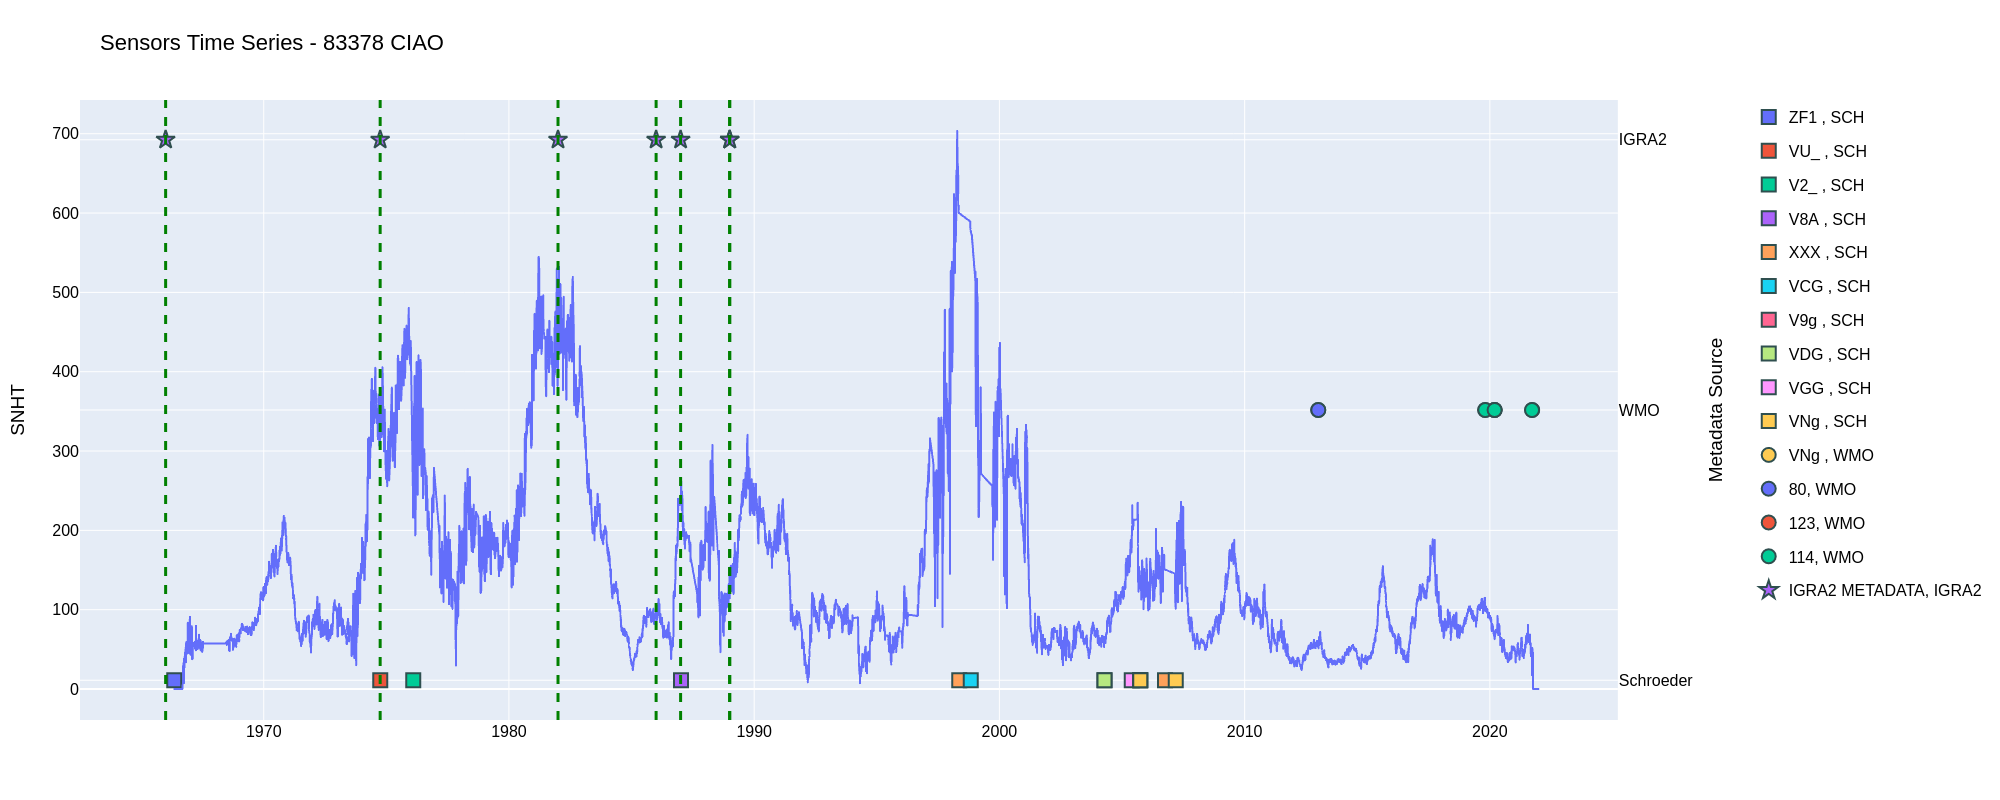 Sensors Time Series - 83378 CIAO
SNHT
700
600
500
400
300
200
100
0
1970
1980
1990
2000
2010
2020
IGRA2
WMO
Schroeder
Metadata Source
ZF1 , SCH
VU_ , SCH
V2_ , SCH
V8A , SCH
XXX , SCH
VCG , SCH
V9g , SCH
VDG , SCH
VGG , SCH
VNg , SCH
VNg , WMO
80, WMO
123, WMO
114, WMO
IGRA2 METADATA, IGRA2